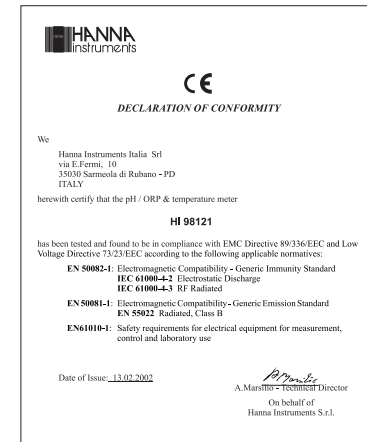 HANNA
instruments
CE
DECLARATION OF CONFORMITY
We
Hanna Instruments Italia Srl
via E.Fermi, 10
35030 Sarmeola di Rubano - PD
ITALY
herewith certify that the pH / ORP & temperature meter
HI 98121
has been tested and found to be in compliance with EMC Directive 89/336/EEC and Low
Voltage Directive 73/23/EEC according to the following applicable normatives:
EN 50082-1: Electromagnetic Compatibility - Generic Immunity Standard
IEC 61000-4-2 Electrostatic Discharge
IEC 61000-4-3 RF Radiated
EN 50081-1: Electromagnetic Compatibility - Generic Emission Standard
EN 55022 Radiated, Class B
EN61010-1: Safety requirements for electrical equipment for measurement,
control and laboratory use
Date of Issue: 13.02.2002
A.Marsilio - Technical Director
On behalf of
Hanna Instruments S.r.l.